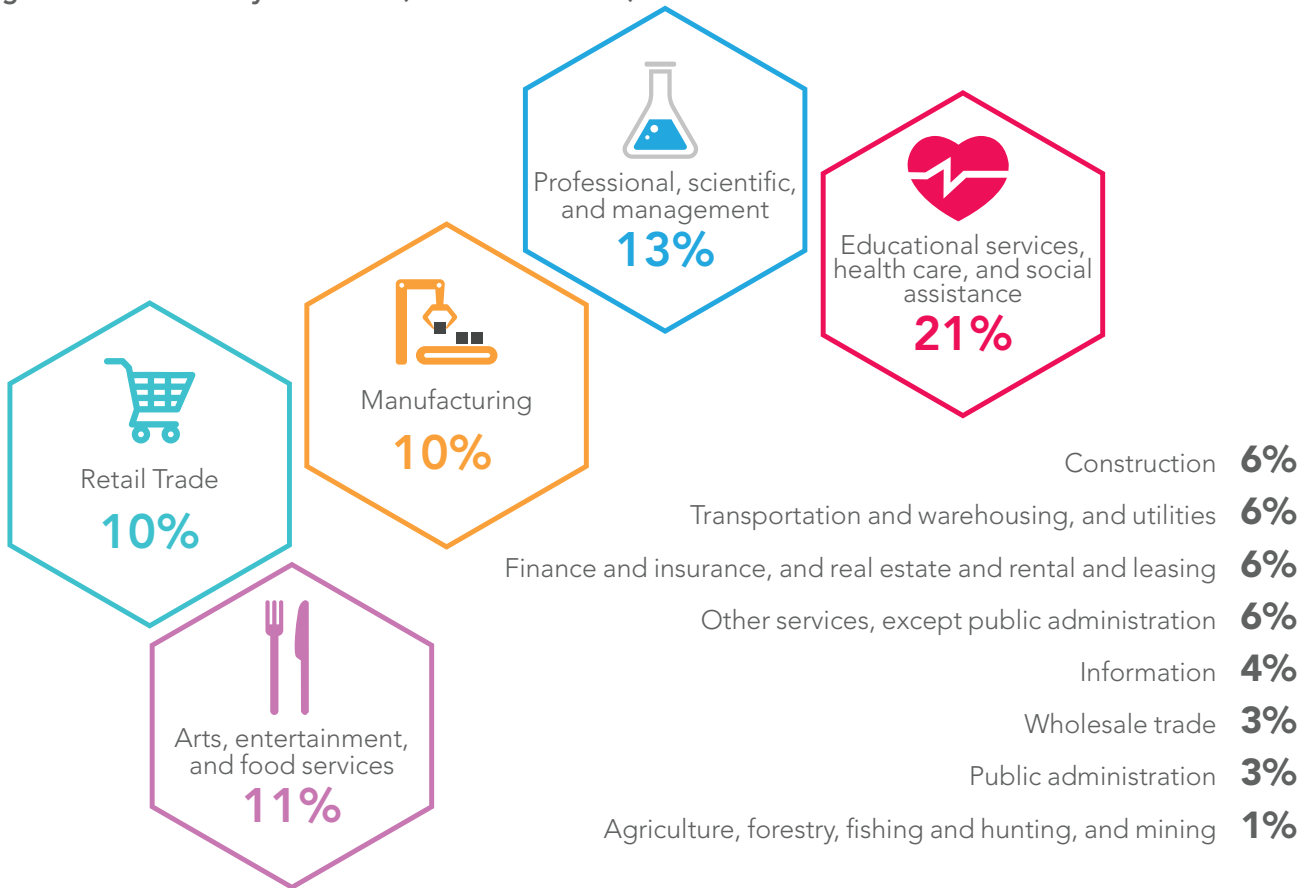 Professional, scientific,
and management
13%
Educational services,
health care, and social
assistance
21%
Manufacturing
10%
Retail Trade
10%
Arts, entertainment,
and food services
11%
Construction 6%
Transportation and warehousing, and utilities 6%
Finance and insurance, and real estate and rental and leasing 6%
Other services, except public administration 6%
Information 4%
Wholesale trade 3%
Public administration 3%
Agriculture, forestry, fishing and hunting, and mining 1%